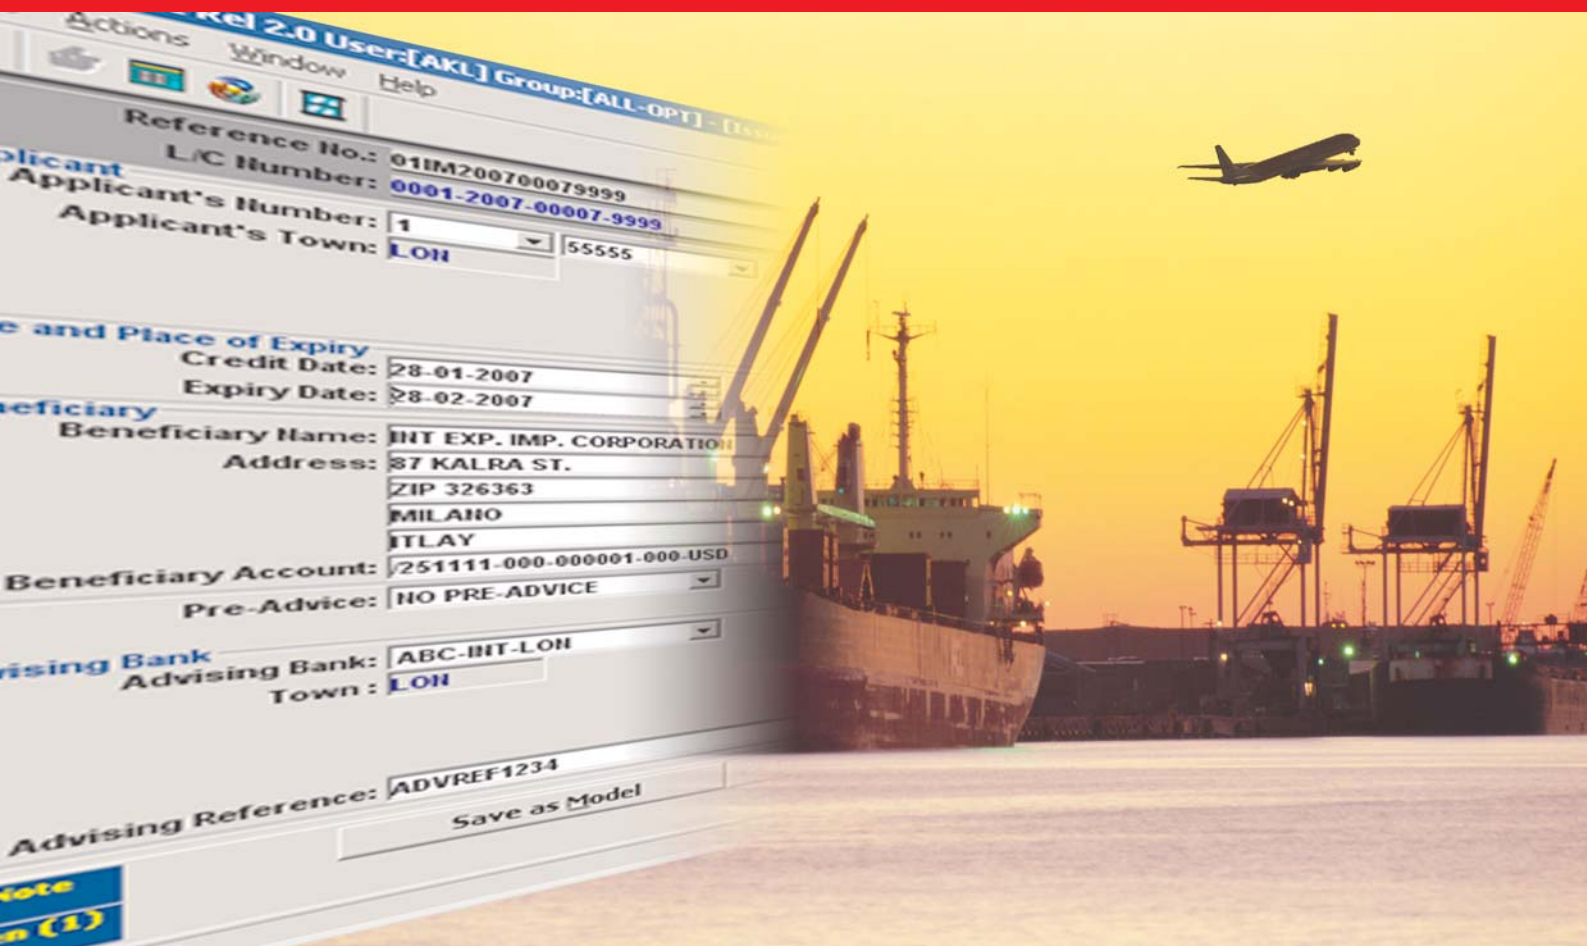 Rel 2.0 User:[AKL] Group:[ALL-OPT] - [Issu
Actions Window Help
Reference No.: 01IM200700079999
L/C Number: 0001-2007-00007-9999
plicant
Applicant's Number: 1 55555
Applicant's Town: LON
e and Place of Expiry
Credit Date: 28-01-2007
Expiry Date: 28-02-2007
neficiary
Beneficiary Name: INT EXP. IMP. CORPORATION
Address: 87 KALRA ST.
ZIP 326363
MILANO
ITLAY
Beneficiary Account: /251111-000-000001-000-USD
Pre-Advice: NO PRE-ADVICE
vising Bank
Advising Bank: ABC-INT-LON
Town : LON
Advising Reference: ADVREF1234
Save as Model
Note
en (1)